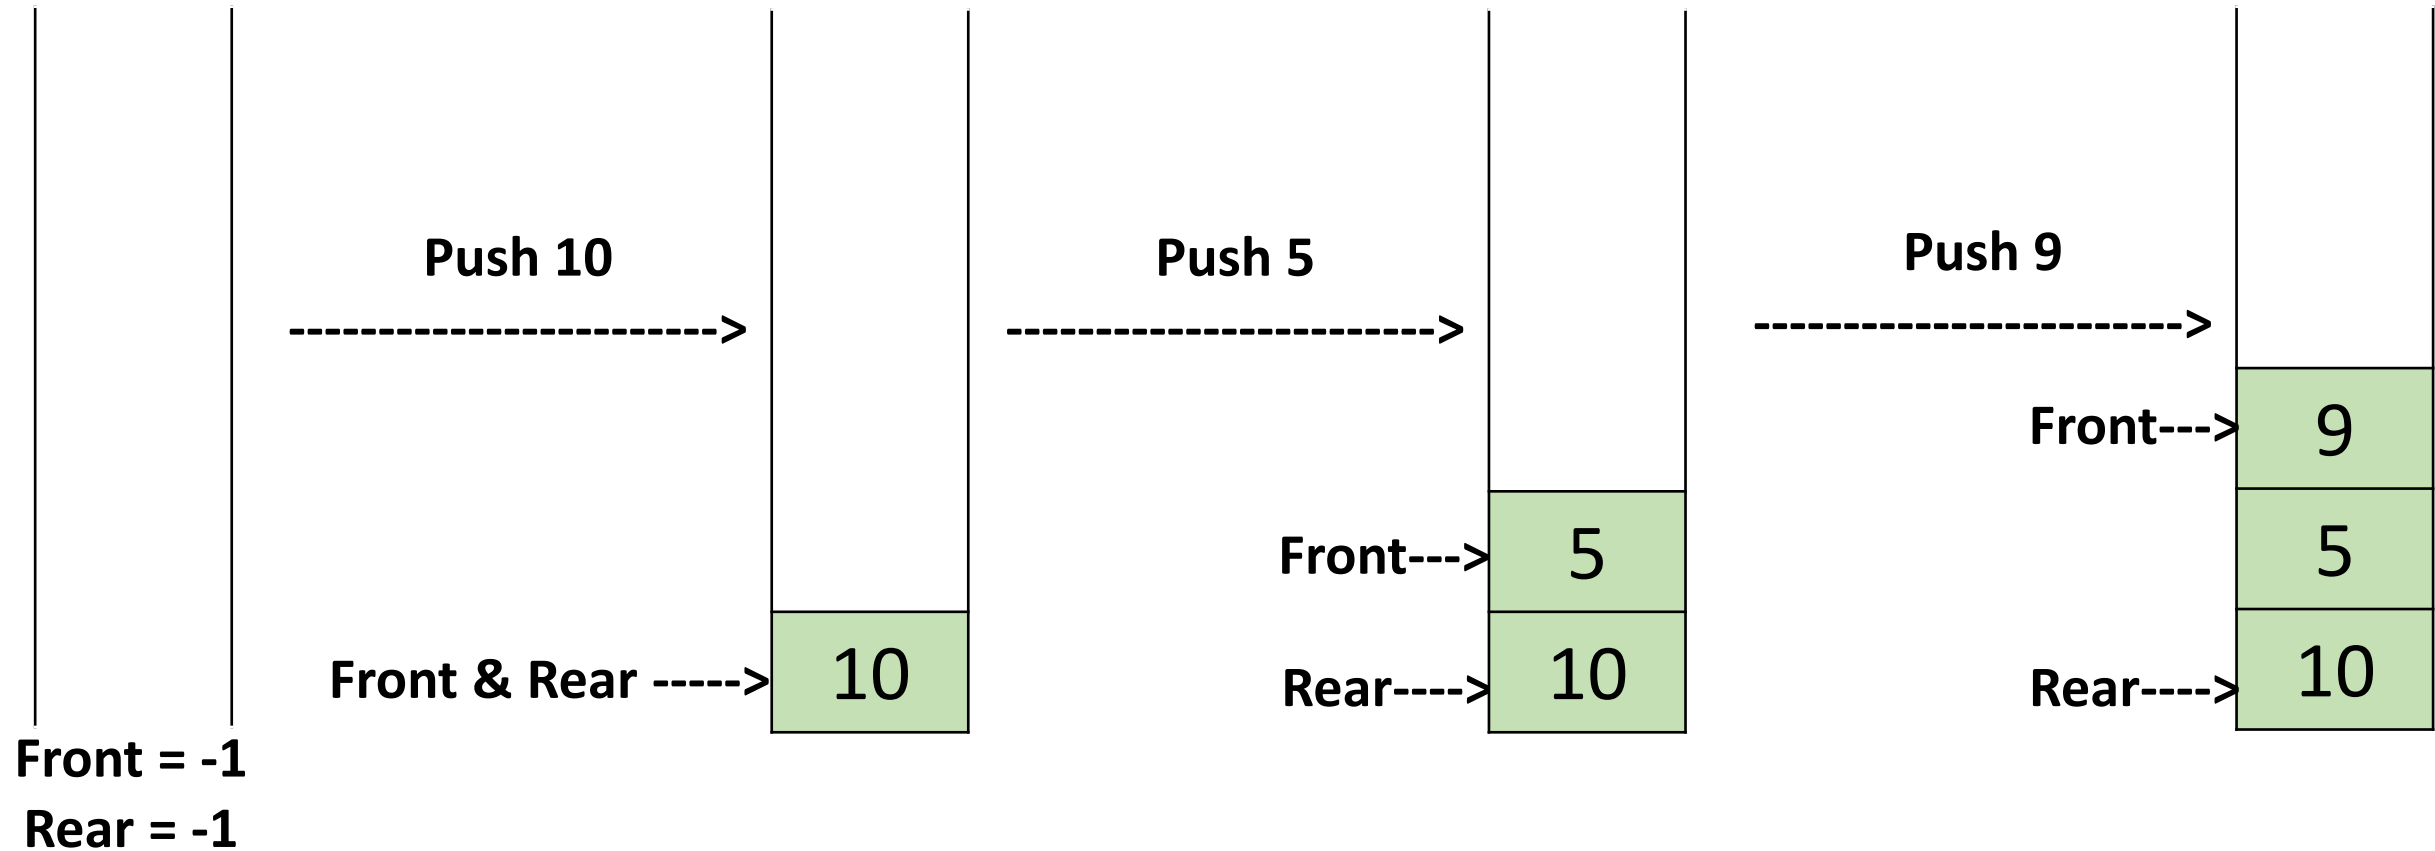 Push 10
Push 5
Push 9
------------------------>
------------------------>
------------------------>
Front--->
9
Front--->
5
5
Front & Rear ----->
10
Rear---->
10
Rear---->
10
Front = -1
Rear = -1